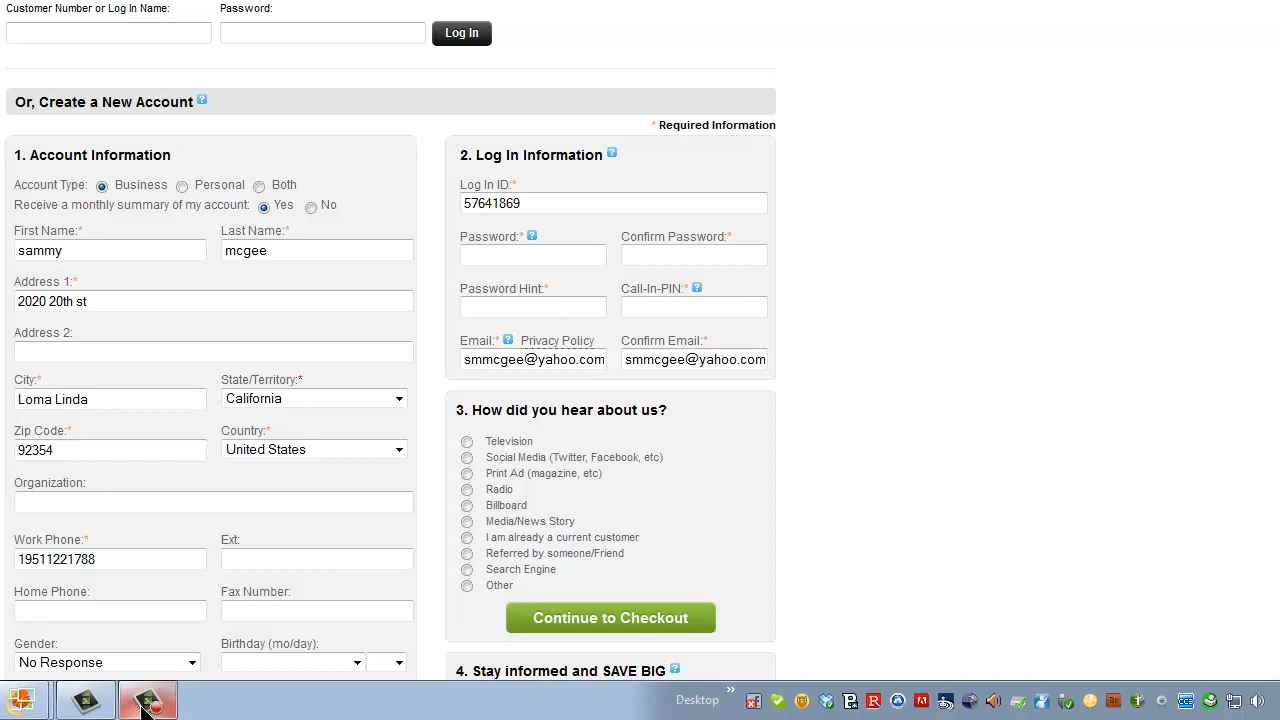 Customer Number or Log In Name: Password:
Log In
Or, Create a New Account ?
* Required Information
1. Account Information
Account Type: Business Personal Both
Receive a monthly summary of my account: Yes No
First Name:* Last Name:*
sammy mcgee
Address 1:*
2020 20th st
Address 2:
City:* State/Territory:*
Loma Linda California
Zip Code:* Country:*
92354 United States
Organization:
Work Phone:* Ext:
19511221788
Home Phone: Fax Number:
Gender: Birthday (mo/day):
No Response
2. Log In Information ?
Log In ID:*
57641869
Password:* ? Confirm Password:*
Password Hint:* Call-In-PIN:* ?
Email:* ? Privacy Policy Confirm Email:*
smmcgee@yahoo.com smmcgee@yahoo.com
3. How did you hear about us?
Television
Social Media (Twitter, Facebook, etc)
Print Ad (magazine, etc)
Radio
Billboard
Media/News Story
I am already a current customer
Referred by someone/Friend
Search Engine
Other
Continue to Checkout
4. Stay informed and SAVE BIG ?
Desktop »